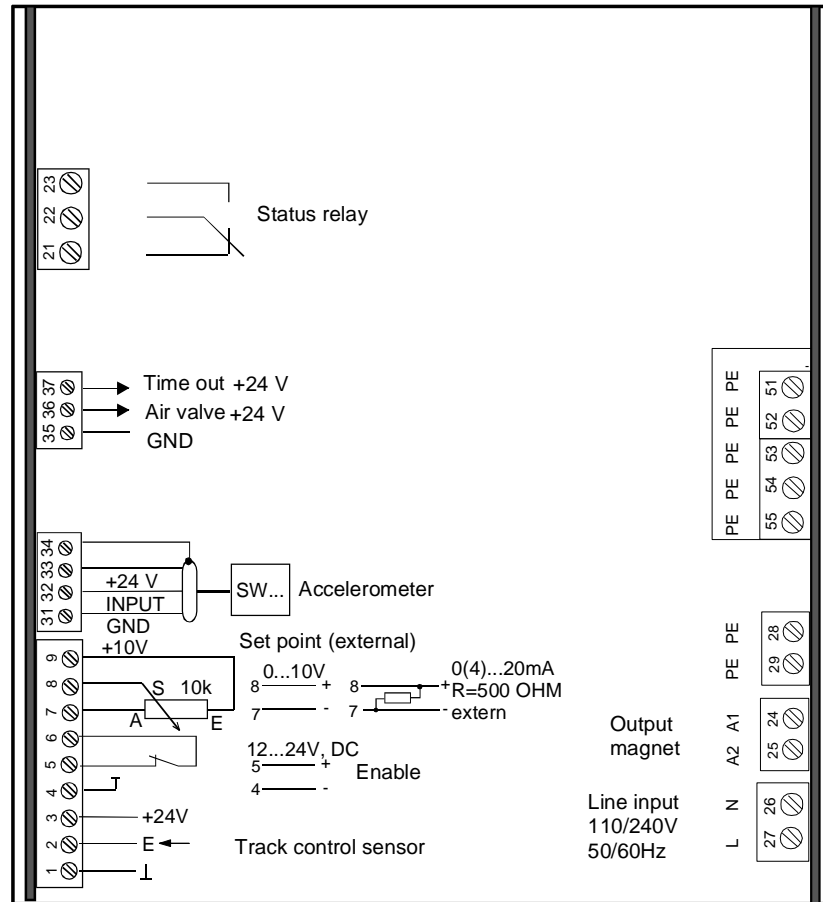 23
22
21
Status relay
37
36
35
Time out +24 V
Air valve +24 V
GND
34
33
32
31
+24 V
INPUT
GND
SW...
Accelerometer
9
8
7
6
5
4
3
2
1
+10V
S 10k
A E
Set point (external)
0...10V
8 +
7 -
0(4)...20mA
8 + R=500 OHM
7 - extern
12...24V, DC
5 +
4 -
Enable
+24V
E
Track control sensor
PE 51
PE 52
PE 53
PE 54
PE 55
PE 28
PE 29
Output
magnet
A1 24
A2 25
Line input
110/240V
50/60Hz
N 26
L 27